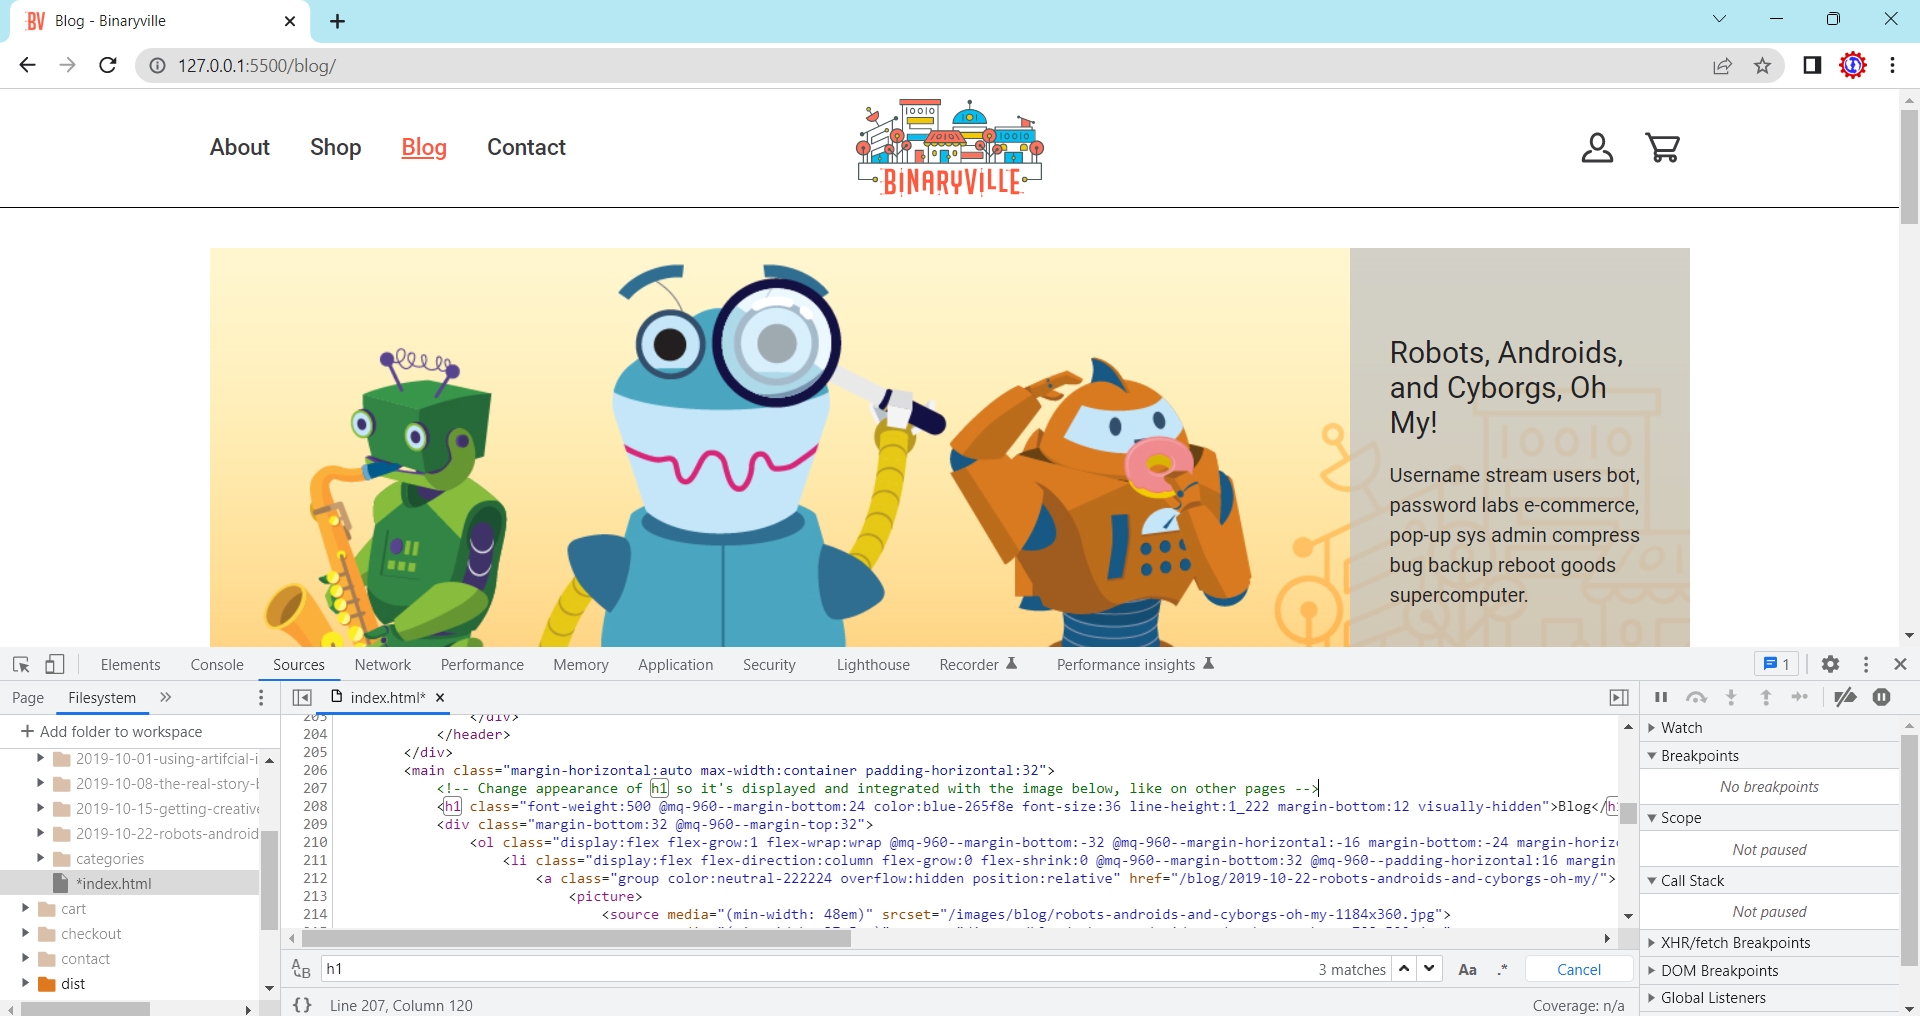 Blog - Binaryville
127.0.0.1:5500/blog/
About Shop Blog Contact
BINARYVILLE
Robots, Androids,
and Cyborgs, Oh
My!
Username stream users bot,
password labs e-commerce,
pop-up sys admin compress
bug backup reboot goods
supercomputer.
Elements Console Sources Network Performance Memory Application Security Lighthouse Recorder Performance insights 1
Page Filesystem index.html*
Add folder to workspace
2019-10-01-using-artifcial-i
2019-10-08-the-real-story-
2019-10-15-getting-creative
2019-10-22-robots-android
categories
*index.html
cart
checkout
contact
dist
204 </header>
205 </div>
206 <main class="margin-horizontal:auto max-width:container padding-horizontal:32">
207 <!-- Change appearance of h1 so it's displayed and integrated with the image below, like on other pages -->
208 <h1 class="font-weight:500 @mq-960--margin-bottom:24 color:blue-265f8e font-size:36 line-height:1_222 margin-bottom:12 visually-hidden">Blog</h
209 <div class="margin-bottom:32 @mq-960--margin-top:32">
210 <ol class="display:flex flex-grow:1 flex-wrap:wrap @mq-960--margin-bottom:-32 @mq-960--margin-horizontal:-16 margin-bottom:-24 margin-horiz
211 <li class="display:flex flex-direction:column flex-grow:0 flex-shrink:0 @mq-960--margin-bottom:32 @mq-960--padding-horizontal:16 margin
212 <a class="group color:neutral-222224 overflow:hidden position:relative" href="/blog/2019-10-22-robots-androids-and-cyborgs-oh-my/">
213 <picture>
214 <source media="(min-width: 48em)" srcset="/images/blog/robots-androids-and-cyborgs-oh-my-1184x360.jpg">
h1 3 matches Aa .* Cancel
{} Line 207, Column 120 Coverage: n/a
Watch
Breakpoints
No breakpoints
Scope
Not paused
Call Stack
Not paused
XHR/fetch Breakpoints
DOM Breakpoints
Global Listeners